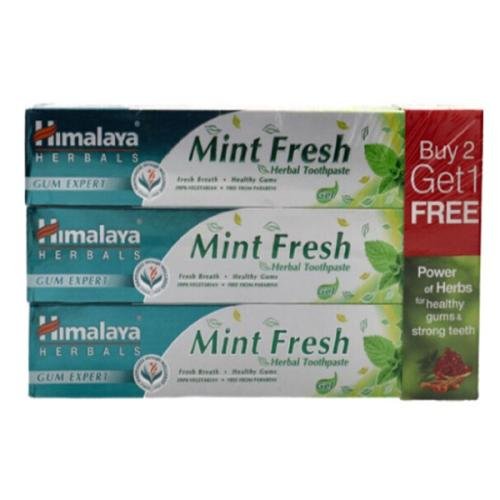 Himalaya
HERBALS
GUM EXPERT
Mint Fresh
Herbal Toothpaste
Fresh Breath • Healthy Gums
100% VEGETARIAN • FREE FROM PARABENS
Gel
Himalaya
HERBALS
GUM EXPERT
Mint Fresh
Herbal Toothpaste
Fresh Breath • Healthy Gums
100% VEGETARIAN • FREE FROM PARABENS
Gel
Himalaya
HERBALS
GUM EXPERT
Mint Fresh
Herbal Toothpaste
Fresh Breath • Healthy Gums
100% VEGETARIAN • FREE FROM PARABENS
Gel
Buy 2
Get 1
FREE
Power
of Herbs
for healthy
gums &
strong teeth